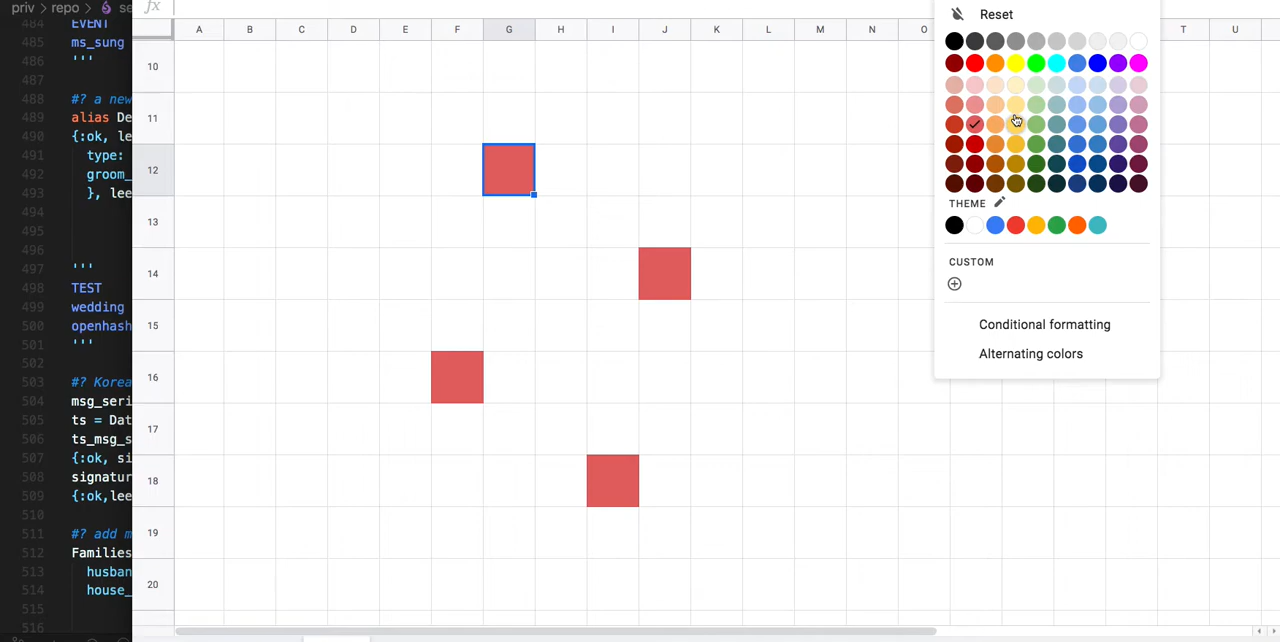 priv > repo > se
484 EVENT
485 ms_sung
486 '''
487
488 #? a new
489 alias De
490 {:ok, le
491 type:
492 groom_
493 }, lee
494
495
496
497 '''
498 TEST
499 wedding
500 openhash
501 '''
502
503 #? Korea
504 msg_seri
505 ts = Dat
506 ts_msg_s
507 {:ok, si
508 signatur
509 {:ok,lee
510
511 #? add m
512 Families
513 husban
514 house_
515
516
fx
A B C D E F G H I J K L M N O T U
10
11
12
13
14
15
16
17
18
19
20
Reset
THEME
CUSTOM
Conditional formatting
Alternating colors